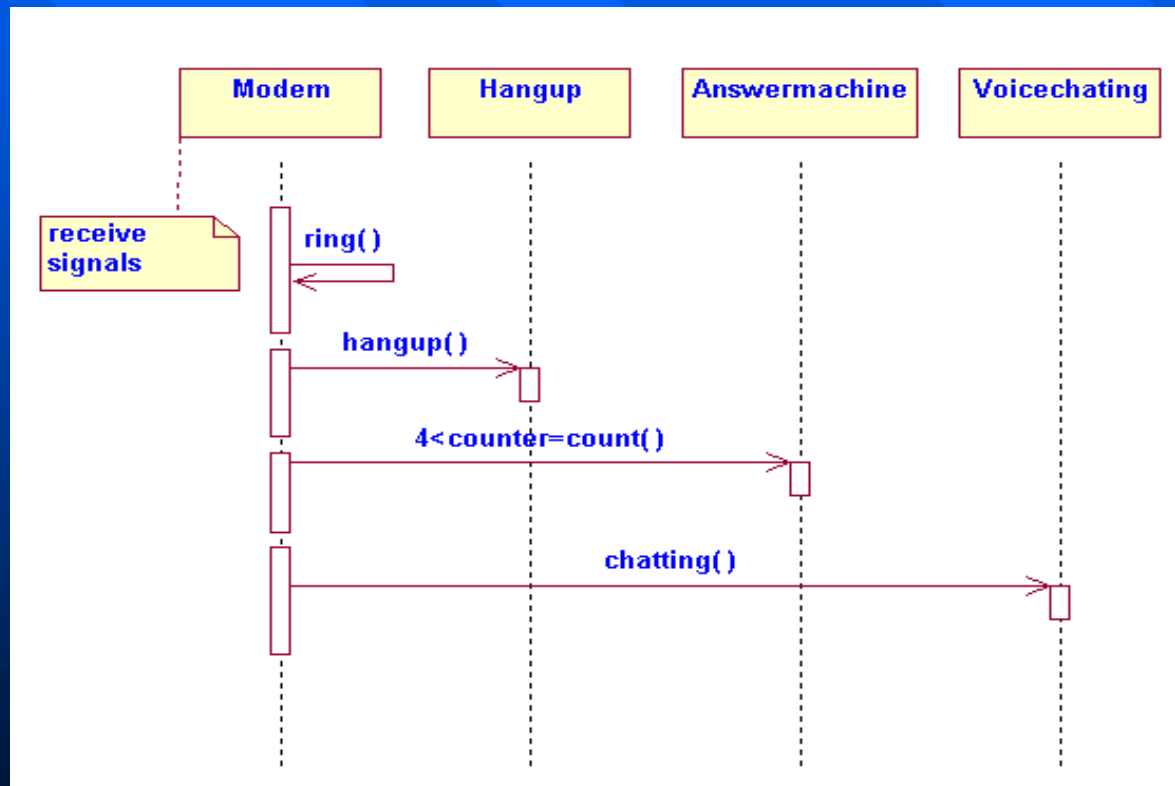 Modem
Hangup
Answermachine
Voicechating
receive
signals
ring()
hangup()
4<counter=count()
chatting()